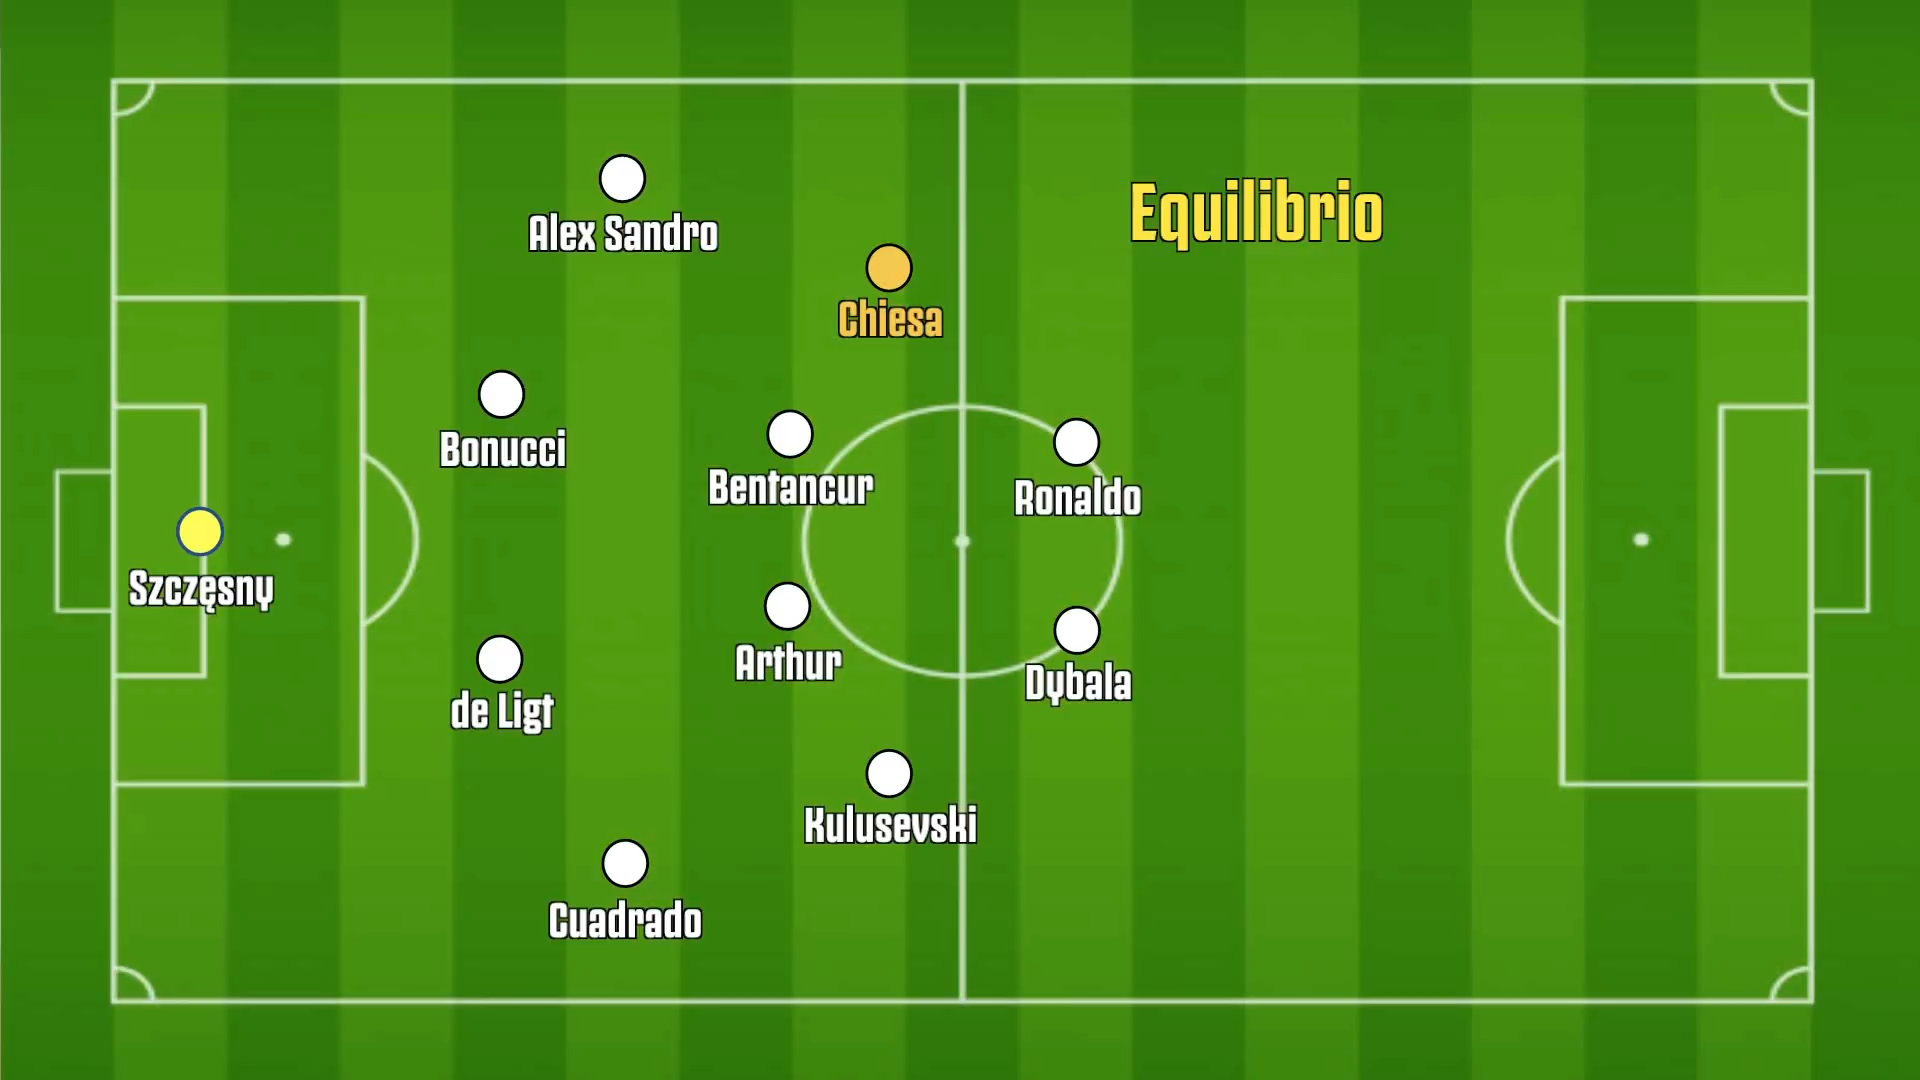 Alex Sandro
Equilibrio
Chiesa
Bonucci
Bentancur
Ronaldo
Szczęsny
Arthur
Dybala
de Ligt
Kulusevski
Cuadrado